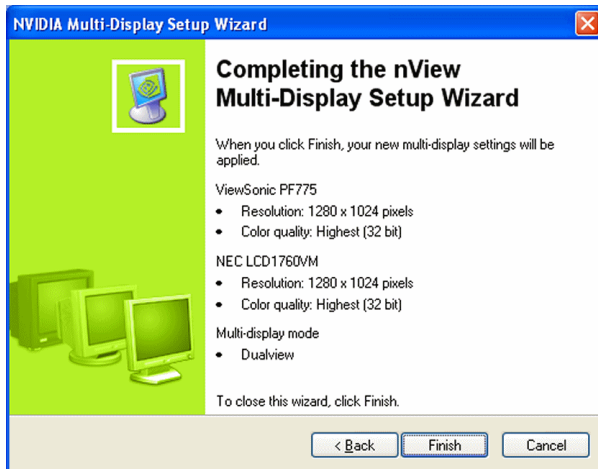 NVIDIA Multi-Display Setup Wizard
Completing the nView
Multi-Display Setup Wizard
When you click Finish, your new multi-display settings will be
applied.
ViewSonic PF775
• Resolution: 1280 x 1024 pixels
• Color quality: Highest (32 bit)
NEC LCD1760VM
• Resolution: 1280 x 1024 pixels
• Color quality: Highest (32 bit)
Multi-display mode
• Dualview
To close this wizard, click Finish.
< Back Finish Cancel